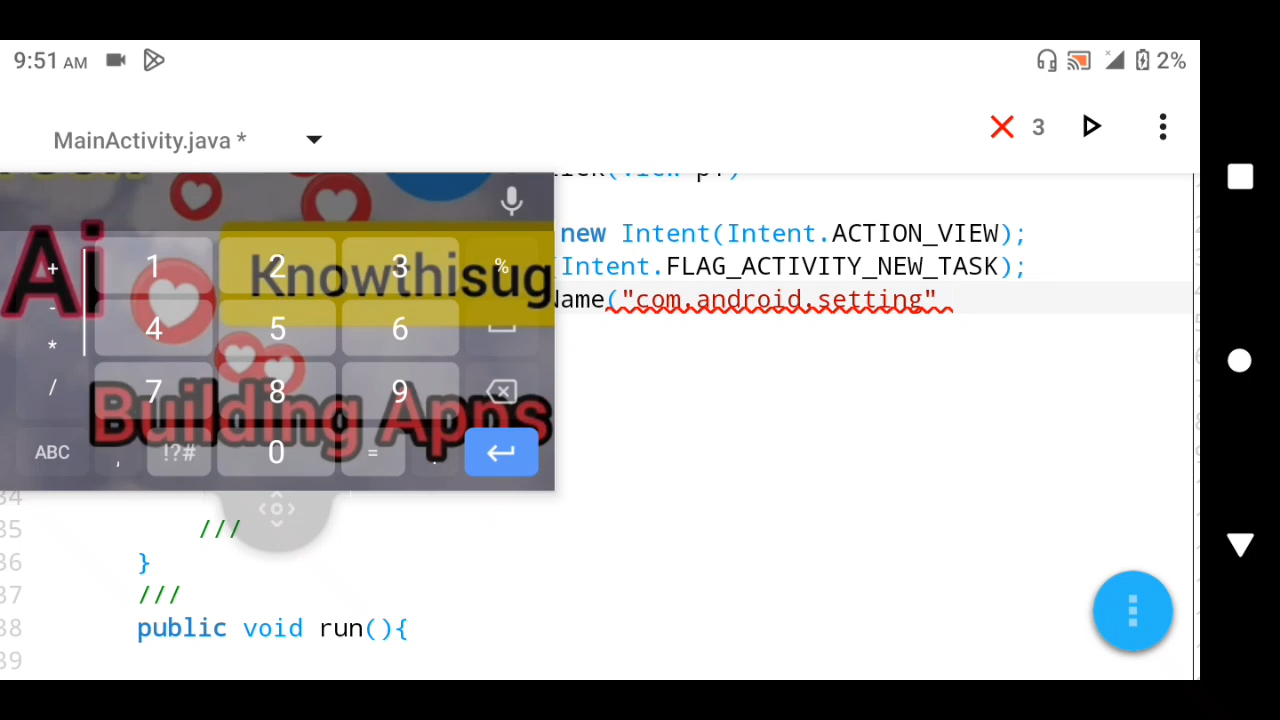 9:51 AM 2%
MainActivity.java *
3
new Intent(Intent.ACTION_VIEW);
(Intent.FLAG_ACTIVITY_NEW_TASK);
Name("com.android.setting"
Ai
Knowthisug
Building Apps
+ 1 2 3 %
- 4 5 6
*
/ 7 8 9
ABC , !?# 0 = .
35 ///
36 }
37 ///
38 public void run(){
39